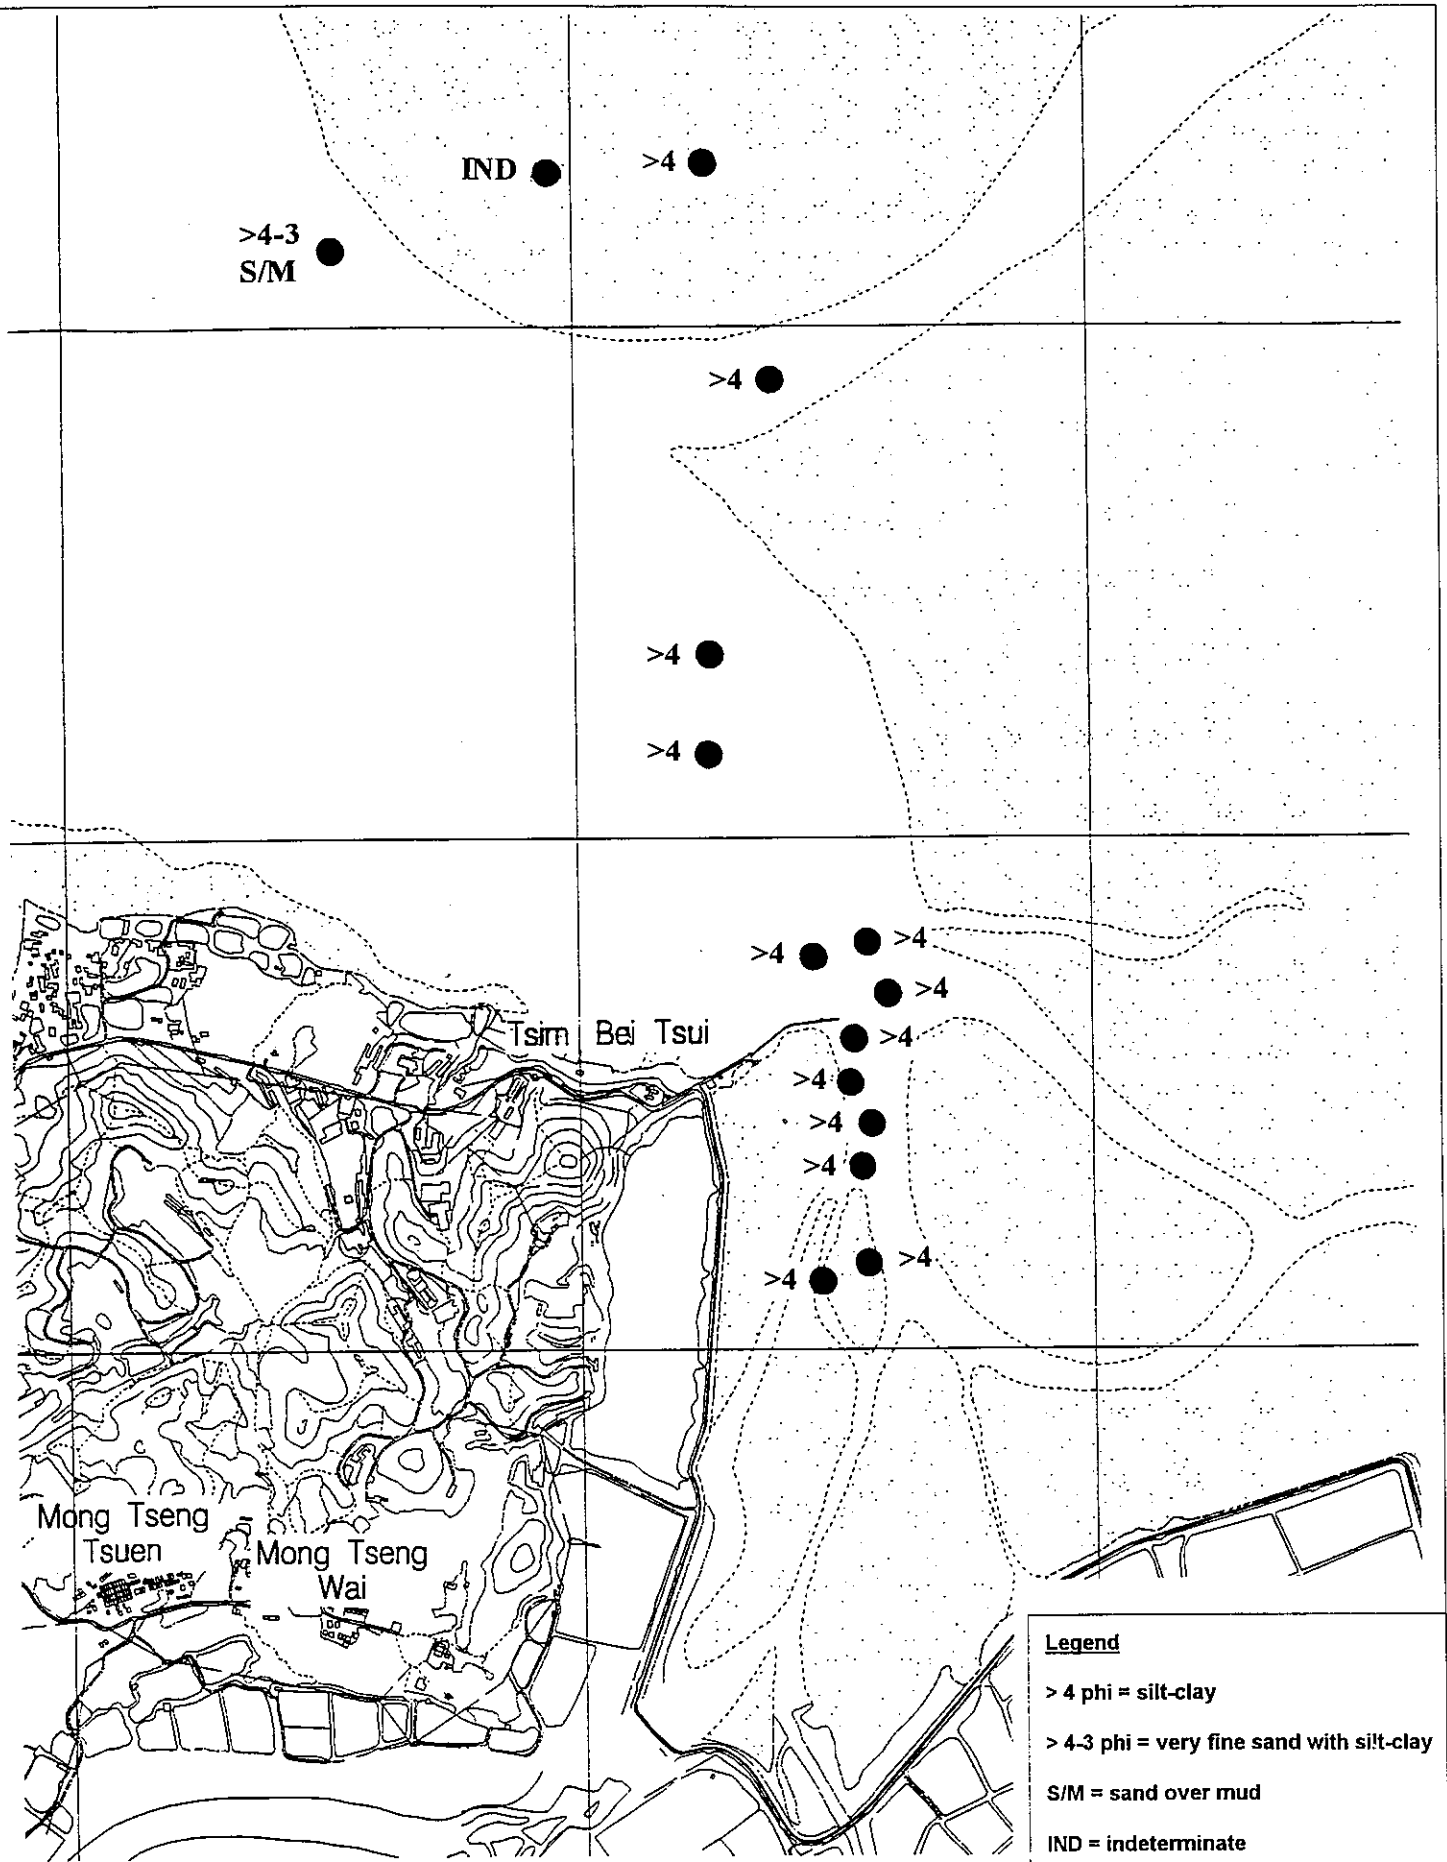 IND
>4
>4-3
S/M
>4
>4
>4
>4
>4
>4
Tsim Bei Tsui
>4
>4
>4
>4
>4
>4
Mong Tseng
Tsuen
Mong Tseng
Wai
Legend
> 4 phi = silt-clay
> 4-3 phi = very fine sand with silt-clay
S/M = sand over mud
IND = indeterminate